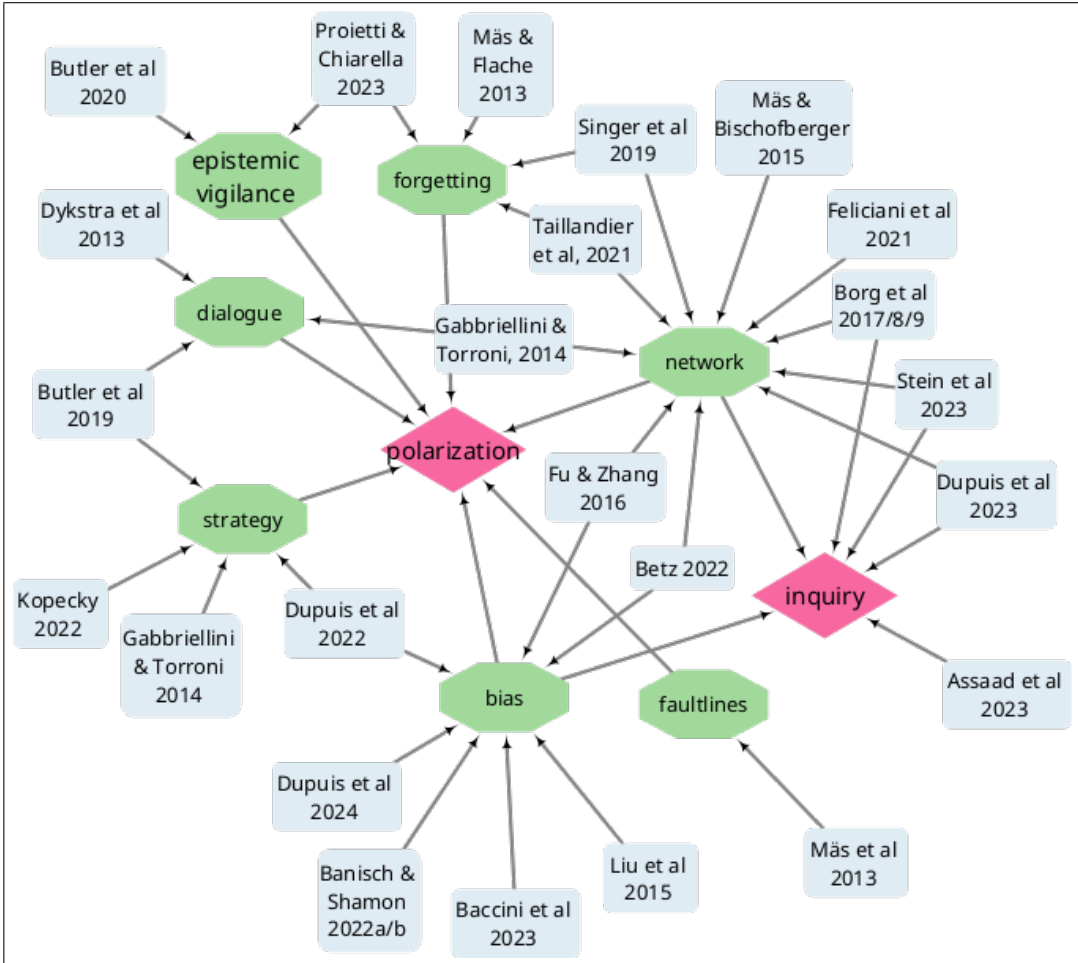 Proietti &
Chiarella
2023
Mäs &
Flache
2013
Butler et al
2020
Mäs &
Bischofberger
2015
Singer et al
2019
epistemic
vigilance
forgetting
Dykstra et al
2013
Taillandier
et al, 2021
Feliciani et al
2021
dialogue
Borg et al
2017/8/9
Gabbriellini &
Torroni, 2014
network
Butler et al
2019
Stein et al
2023
polarization
Fu & Zhang
2016
Dupuis et al
2023
strategy
Betz 2022
inquiry
Kopecky
2022
Dupuis et al
2022
Gabbriellini
& Torroni
2014
bias
faultlines
Assaad et al
2023
Dupuis et al
2024
Mäs et al
2013
Liu et al
2015
Banisch &
Shamon
2022a/b
Baccini et al
2023